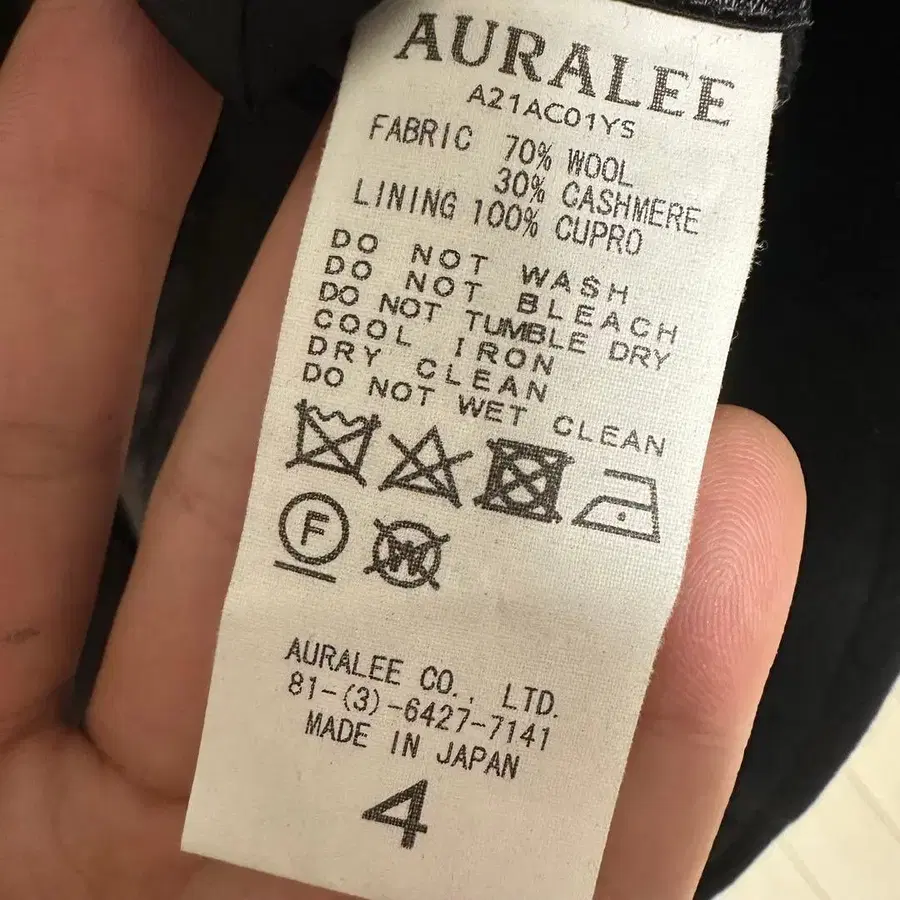 AURALEE
A21AC01YS
FABRIC 70% WOOL
30% CASHMERE
LINING 100% CUPRO
DO NOT WASH
DO NOT BLEACH
DO NOT TUMBLE DRY
COOL IRON
DRY CLEAN
DO NOT WET CLEAN
F W
AURALEE CO., LTD.
81-(3)-6427-7141
MADE IN JAPAN
4